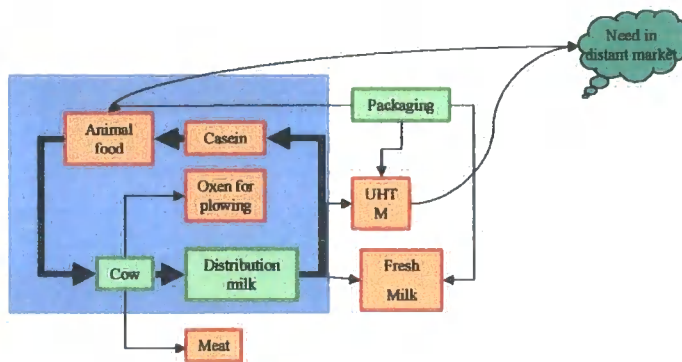 Need in
distant market
Packaging
Animal
food
Casein
Oxen for
plowing
UHT
M
Cow
Distribution
milk
Fresh
Milk
Meat